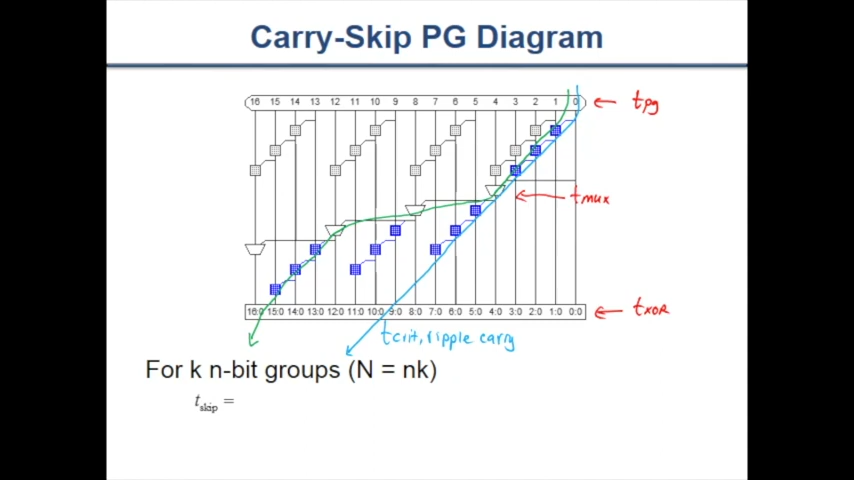 Carry-Skip PG Diagram
16 15 14 13 12 11 10 9 8 7 6 5 4 3 2 1 0
tpg
tmux
16:0 15:0 14:0 13:0 12:0 11:0 10:0 9:0 8:0 7:0 6:0 5:0 4:0 3:0 2:0 1:0 0:0
txor
tcrit, ripple carry
For k n-bit groups (N = nk)
tskip =